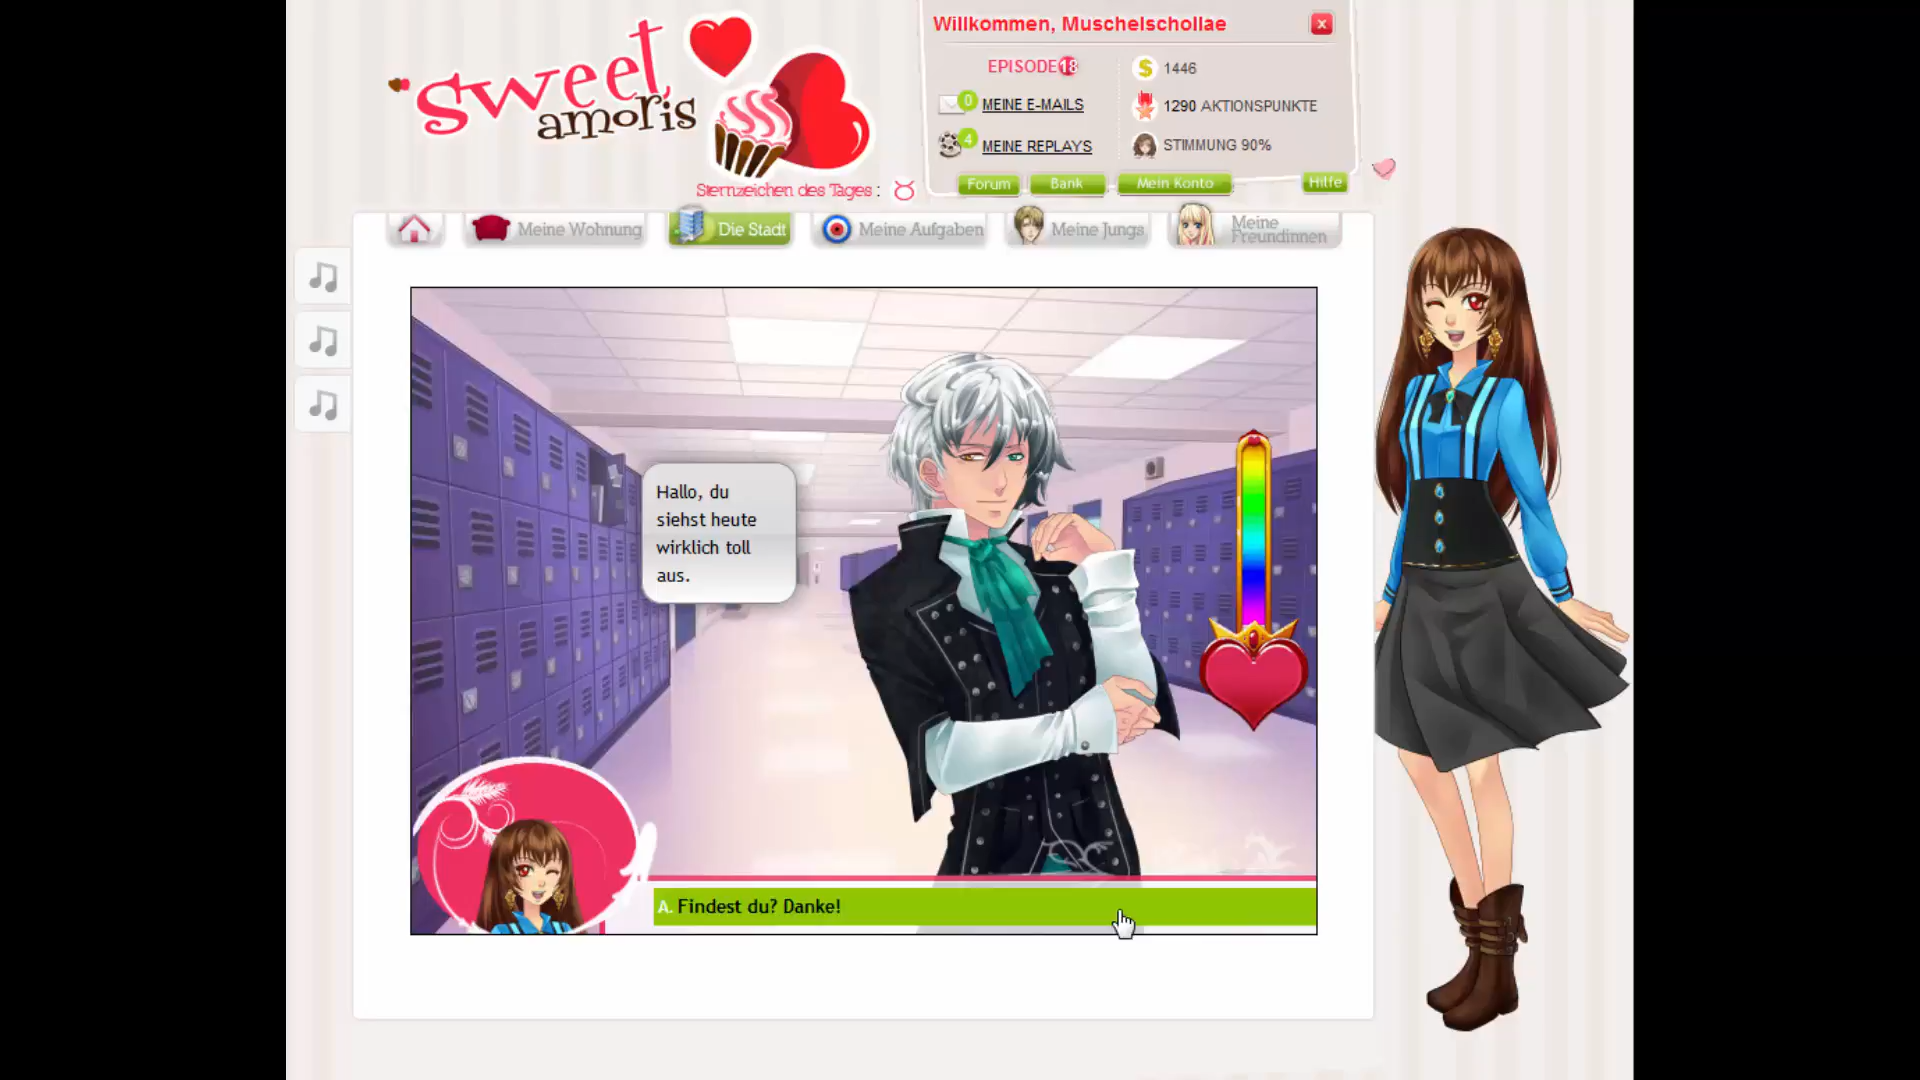 sweet
amoris
Sternzeichen des Tages :
Willkommen, Muschelschollae
x
EPISODE 18
$ 1446
0 MEINE E-MAILS
1290 AKTIONSPUNKTE
4 MEINE REPLAYS
STIMMUNG 90%
Forum
Bank
Mein Konto
Hilfe
Meine Wohnung
Die Stadt
Meine Aufgaben
Meine Jungs
Meine
Freundinnen
Hallo, du
siehst heute
wirklich toll
aus.
A. Findest du? Danke!